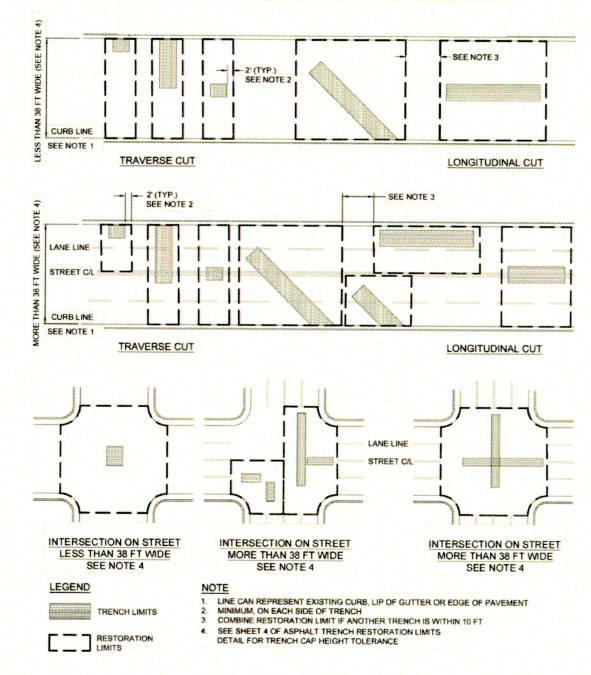 LESS THAN 38 FT WIDE (SEE NOTE 4)
2' (TYP.)
SEE NOTE 2
SEE NOTE 3
CURB LINE
SEE NOTE 1
TRAVERSE CUT
LONGITUDINAL CUT
MORE THAN 38 FT WIDE (SEE NOTE 4)
2' (TYP.)
SEE NOTE 2
SEE NOTE 3
LANE LINE
STREET C/L
CURB LINE
SEE NOTE 1
TRAVERSE CUT
LONGITUDINAL CUT
LANE LINE
STREET C/L
INTERSECTION ON STREET
LESS THAN 38 FT WIDE
SEE NOTE 4
INTERSECTION ON STREET
MORE THAN 38 FT WIDE
SEE NOTE 4
INTERSECTION ON STREET
MORE THAN 38 FT WIDE
SEE NOTE 4
LEGEND
TRENCH LIMITS
RESTORATION
LIMITS
NOTE
1. LINE CAN REPRESENT EXISTING CURB, LIP OF GUTTER OR EDGE OF PAVEMENT
2. MINIMUM, ON EACH SIDE OF TRENCH
3. COMBINE RESTORATION LIMIT IF ANOTHER TRENCH IS WITHIN 10 FT
4. SEE SHEET 4 OF ASPHALT TRENCH RESTORATION LIMITS
DETAIL FOR TRENCH CAP HEIGHT TOLERANCE